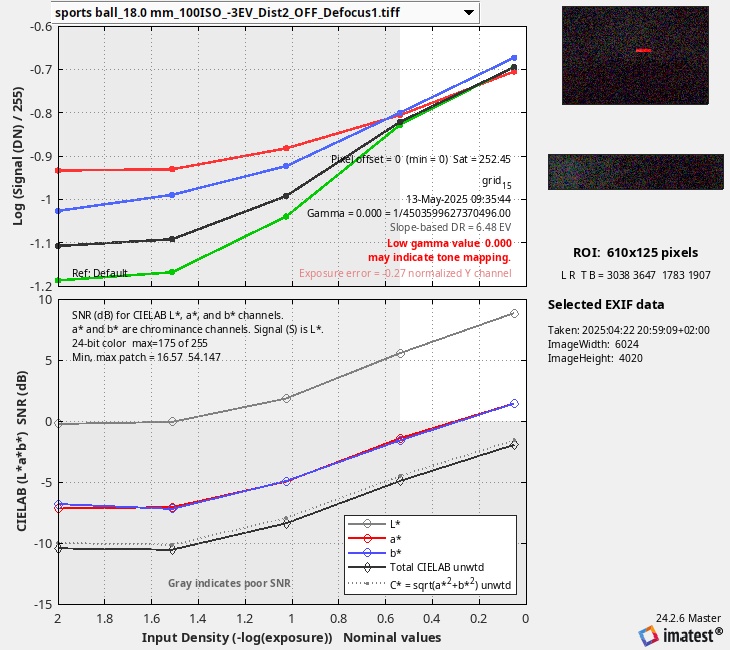 sports ball_18.0 mm_100ISO_-3EV_Dist2_OFF_Defocus1.tiff
Log (Signal (DN) / 255)
-0.6
-0.7
-0.8
-0.9
-1
-1.1
-1.2
Pixel offset = 0 (min = 0) Sat = 252.45
grid15
13-May-2025 09:35:44
Gamma = 0.000 = 1/4503599627370496.00
Slope-based DR = 6.48 EV
Low gamma value 0.000
may indicate tone mapping.
Exposure error = -0.27 normalized Y channel
Ref: Default
CIELAB (L*a*b*) SNR (dB)
10
5
0
-5
-10
-15
SNR (dB) for CIELAB L*, a*, and b* channels.
a* and b* are chrominance channels. Signal (S) is L*.
24-bit color max=175 of 255
Min, max patch = 16.57 54.147
Gray indicates poor SNR
L*
a*
b*
Total CIELAB unwtd
C* = sqrt(a*2+b*2) unwtd
2 1.8 1.6 1.4 1.2 1 0.8 0.6 0.4 0.2 0
Input Density (-log(exposure)) Nominal values
ROI: 610x125 pixels
L R T B = 3038 3647 1783 1907
Selected EXIF data
Taken: 2025:04:22 20:59:09+02:00
ImageWidth: 6024
ImageHeight: 4020
24.2.6 Master
imatest®